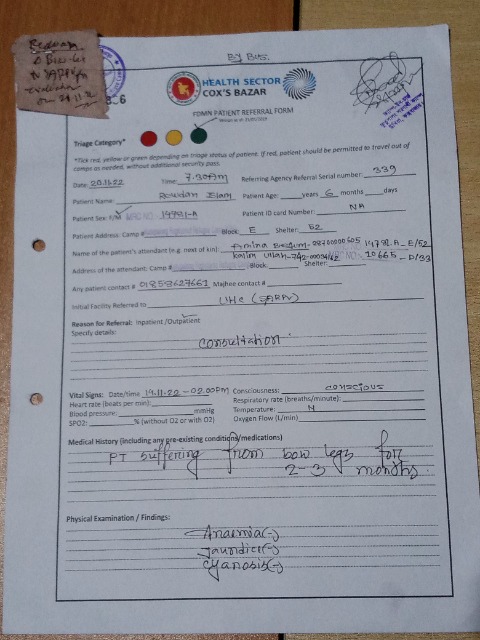 By Bus.
HEALTH SECTOR
COX'S BAZAR
FDMN PATIENT REFERRAL FORM
Triage Category*
*Tick red, yellow or green depending on triage status of patient. If red, patient should be permitted to travel out of
camps as needed, without additional security pass.
Date: 20.11.22 Time: 7.30pm Referring Agency Referral Serial number: 339
Patient Name: Patient Age: years 6 months days
Patient Sex: F/M 14791-A Patient ID card Number: NA
Patient Address: Camp # Block E Shelter: 52
Name of the patient's attendant (e.g. next of kin): Amina Begum
Address of the attendant: Camp # Block Shelter: 10665 - D/33
Any patient contact # 01858627661 Majhee contact #
Initial Facility Referred to
Reason for Referral: Inpatient /Outpatient
Specify details:
Consultation
Vital Signs: Date/time 19.11.22 - 02.00pm Consciousness: conscious
Heart rate (beats per min): Respiratory rate (breaths/minute):
Blood pressure: mmHg Temperature: N
SPO2: % (without O2 or with O2) Oxygen Flow (L/min)
Medical History (including any pre-existing conditions/medications)
PT suffering from bow legs for
2-3 months.
Physical Examination / Findings:
Anaemia(-)
Jaundice(-)
Cyanosis(-)